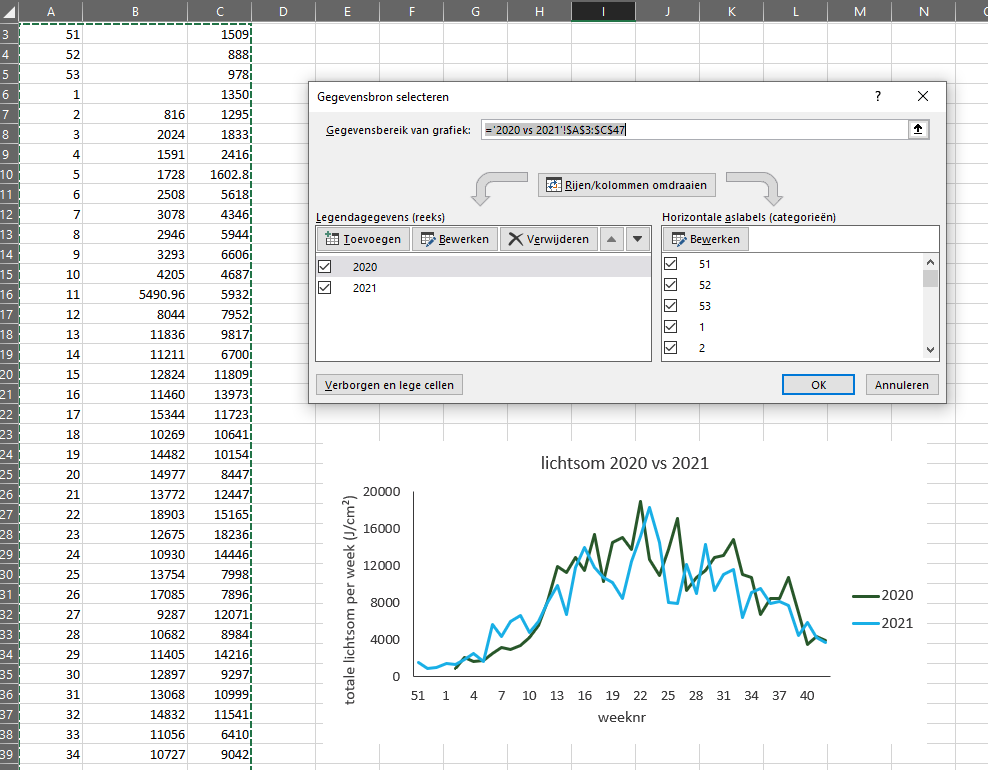 A B C D E F G H I J K L M N
3 51 1509
4 52 888
5 53 978
6 1 1350
7 2 816 1295
8 3 2024 1833
9 4 1591 2416
10 5 1728 1602.8
11 6 2508 5618
12 7 3078 4346
13 8 2946 5944
14 9 3293 6606
15 10 4205 4687
16 11 5490.96 5932
17 12 8044 7952
18 13 11836 9817
19 14 11211 6700
20 15 12824 11809
21 16 11460 13973
22 17 15344 11723
23 18 10269 10641
24 19 14482 10154
25 20 14977 8447
26 21 13772 12447
27 22 18903 15165
28 23 12675 18236
29 24 10930 14446
30 25 13754 7998
31 26 17085 7896
32 27 9287 12071
33 28 10682 8984
34 29 11405 14216
35 30 12897 9297
36 31 13068 10999
37 32 14832 11541
38 33 11056 6410
39 34 10727 9042
Gegevensbron selecteren ?
Gegevensbereik van grafiek: ='2020 vs 2021'!$A$3:$C$47
Rijen/kolommen omdraaien
Legendagegevens (reeks)
Toevoegen Bewerken Verwijderen
2020
2021
Horizontale aslabels (categorieën)
Bewerken
51
52
53
1
2
Verborgen en lege cellen
OK Annuleren
lichtsom 2020 vs 2021
totale lichtsom per week (J/cm²)
20000
16000
12000
8000
4000
0
51 1 4 7 10 13 16 19 22 25 28 31 34 37 40
weeknr
2020
2021